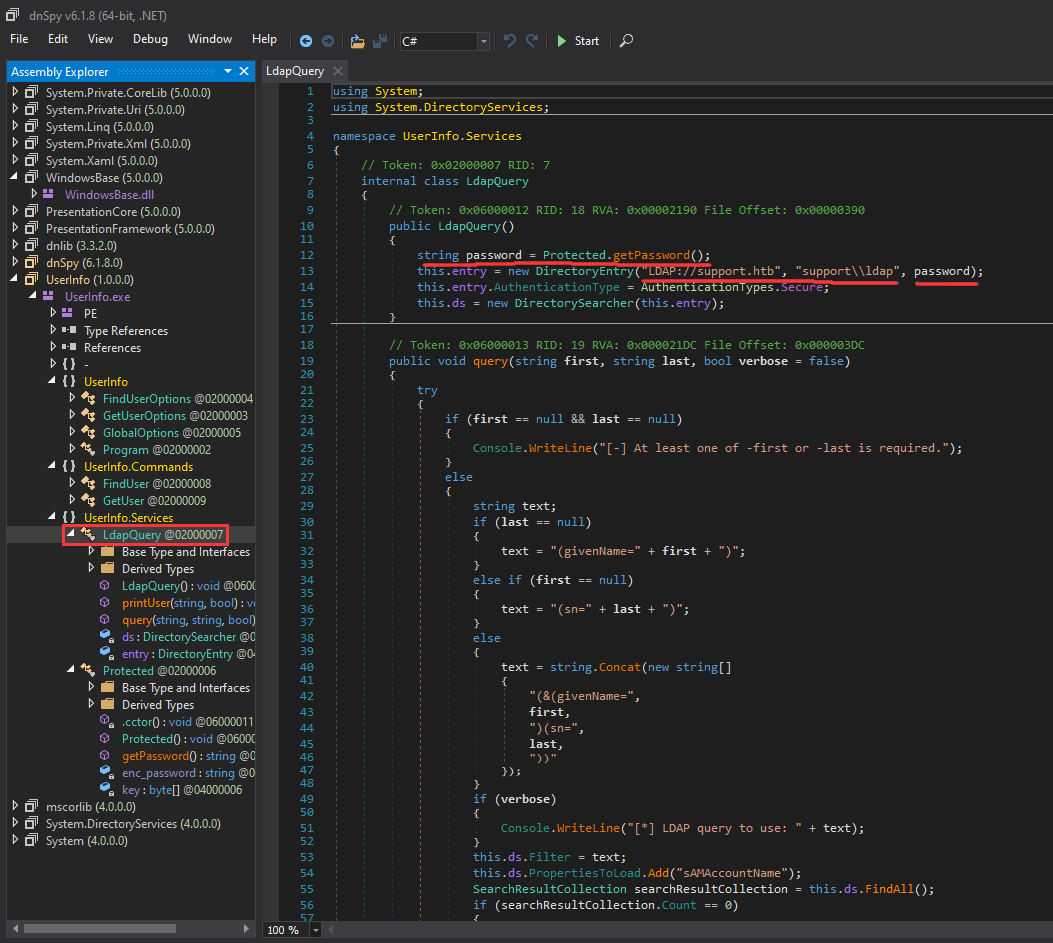 dnSpy v6.1.8 (64-bit, .NET)
File Edit View Debug Window Help C# Start
Assembly Explorer
System.Private.CoreLib (5.0.0.0)
System.Private.Uri (5.0.0.0)
System.Linq (5.0.0.0)
System.Private.Xml (5.0.0.0)
System.Xaml (5.0.0.0)
WindowsBase (5.0.0.0)
WindowsBase.dll
PresentationCore (5.0.0.0)
PresentationFramework (5.0.0.0)
dnlib (3.3.2.0)
dnSpy (6.1.8.0)
UserInfo (1.0.0.0)
UserInfo.exe
PE
Type References
References
{ } -
{ } UserInfo
FindUserOptions @02000004
GetUserOptions @02000003
GlobalOptions @02000005
Program @02000002
{ } UserInfo.Commands
FindUser @02000008
GetUser @02000009
{ } UserInfo.Services
LdapQuery @02000007
Base Type and Interfaces
Derived Types
LdapQuery() : void @0600
printUser(string, bool) : v
query(string, string, bool)
ds : DirectorySearcher @0
entry : DirectoryEntry @04
Protected @02000006
Base Type and Interfaces
Derived Types
.cctor() : void @06000011
Protected() : void @0600
getPassword() : string @0
enc_password : string @0
key : byte[] @04000006
mscorlib (4.0.0.0)
System.DirectoryServices (4.0.0.0)
System (4.0.0.0)
LdapQuery
1 using System;
2 using System.DirectoryServices;
3
4 namespace UserInfo.Services
5 {
6 // Token: 0x02000007 RID: 7
7 internal class LdapQuery
8 {
9 // Token: 0x06000012 RID: 18 RVA: 0x00002190 File Offset: 0x00000390
10 public LdapQuery()
11 {
12 string password = Protected.getPassword();
13 this.entry = new DirectoryEntry("LDAP://support.htb", "support\\ldap", password);
14 this.entry.AuthenticationType = AuthenticationTypes.Secure;
15 this.ds = new DirectorySearcher(this.entry);
16 }
17
18 // Token: 0x06000013 RID: 19 RVA: 0x000021DC File Offset: 0x000003DC
19 public void query(string first, string last, bool verbose = false)
20 {
21 try
22 {
23 if (first == null && last == null)
24 {
25 Console.WriteLine("[-] At least one of -first or -last is required.");
26 }
27 else
28 {
29 string text;
30 if (last == null)
31 {
32 text = "(givenName=" + first + ")";
33 }
34 else if (first == null)
35 {
36 text = "(sn=" + last + ")";
37 }
38 else
39 {
40 text = string.Concat(new string[]
41 {
42 "(&(givenName=",
43 first,
44 ")(sn=",
45 last,
46 "))"
47 });
48 }
49 if (verbose)
50 {
51 Console.WriteLine("[*] LDAP query to use: " + text);
52 }
53 this.ds.Filter = text;
54 this.ds.PropertiesToLoad.Add("sAMAccountName");
55 SearchResultCollection searchResultCollection = this.ds.FindAll();
56 if (searchResultCollection.Count == 0)
57 {
100 %